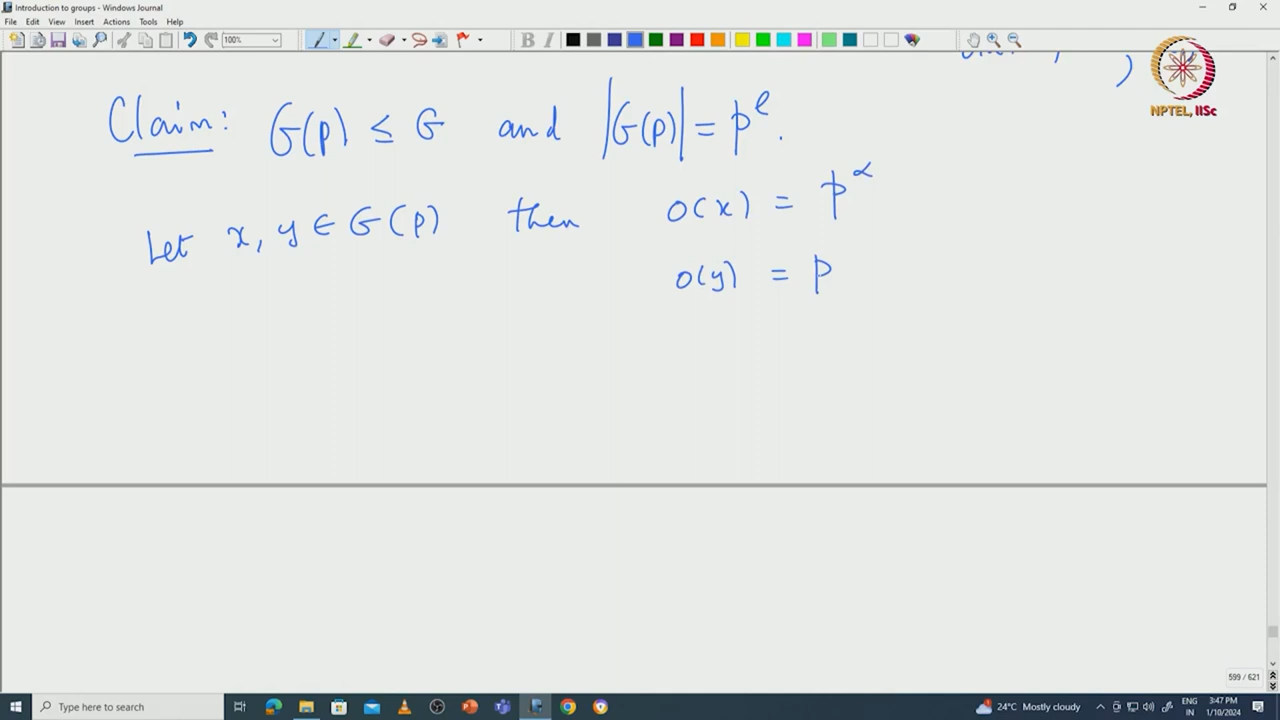 Introduction to groups - Windows Journal
File Edit View Insert Actions Tools Help
100%
NPTEL, IISc
Claim: G(p) ≤ G and |G(p)| = p^e.
Let x, y ∈ G(p) then o(x) = p^α
o(y) = p
599 / 621
Type here to search
24°C Mostly cloudy
ENG
IN
3:47 PM
1/10/2024